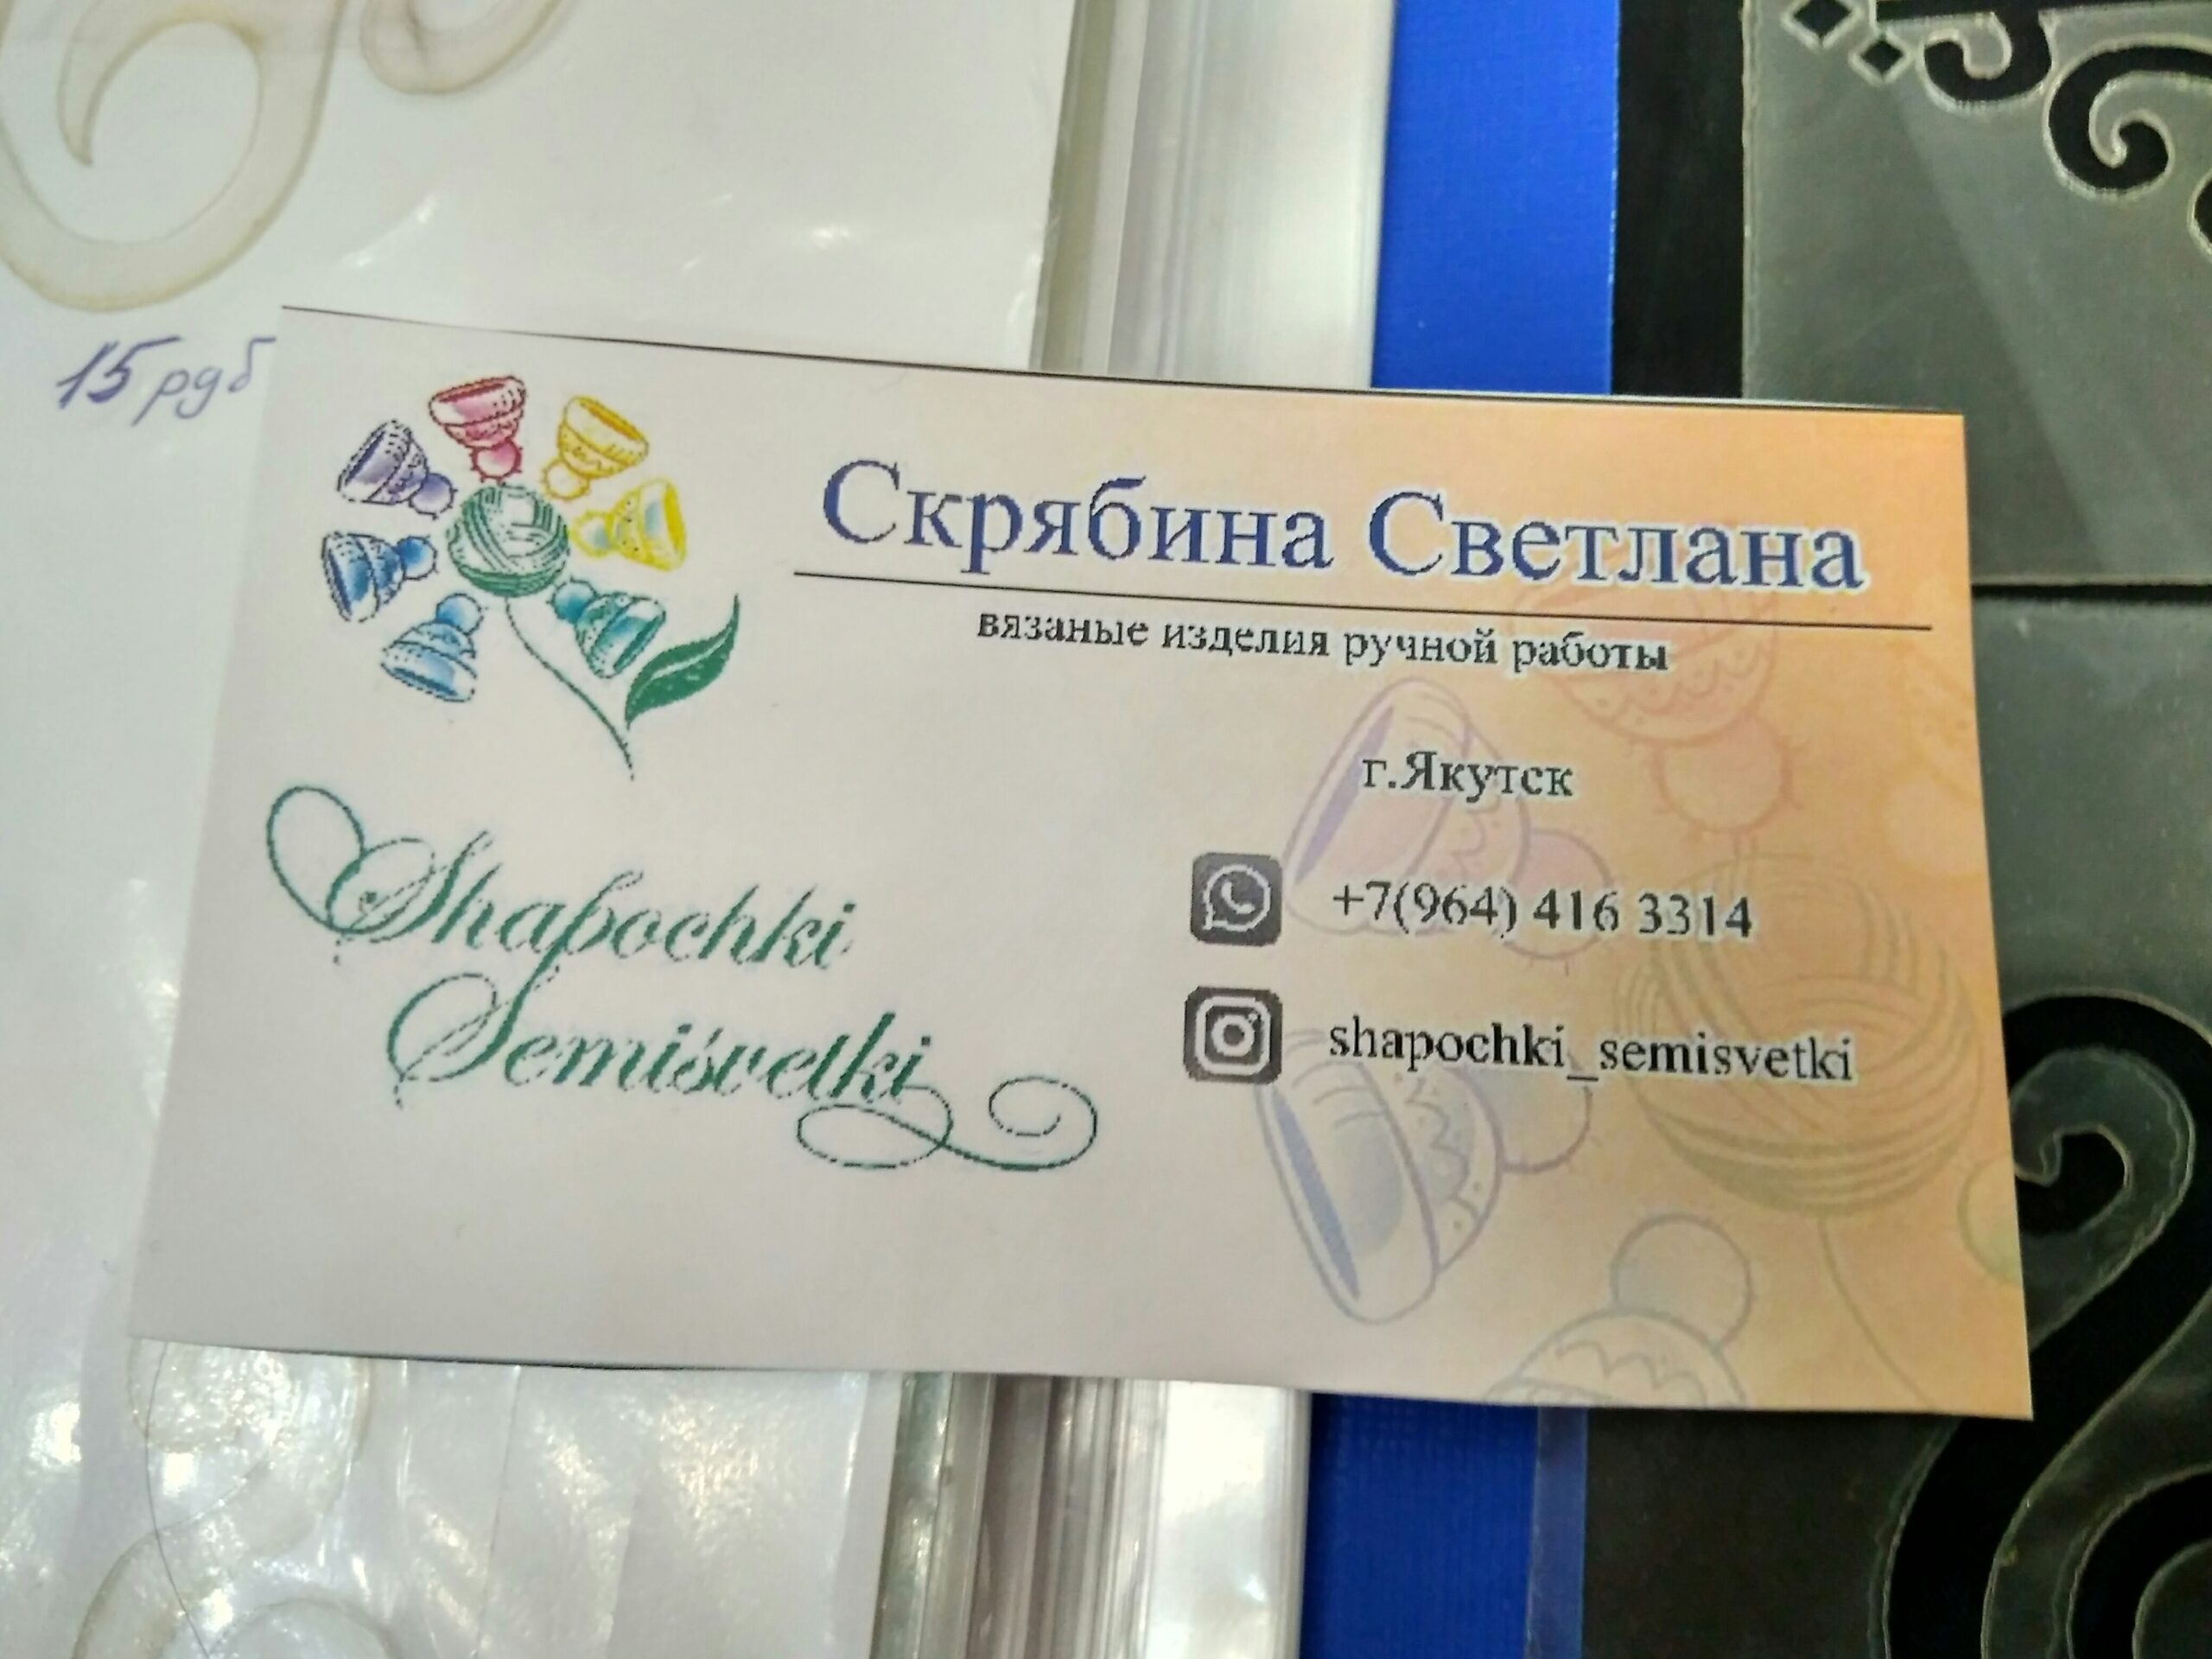 15 руб
Скрябина Светлана
вязаные изделия ручной работы
г.Якутск
+7(964) 416 3314
shapochki_semisvetki
Shapochki
Semisvetki